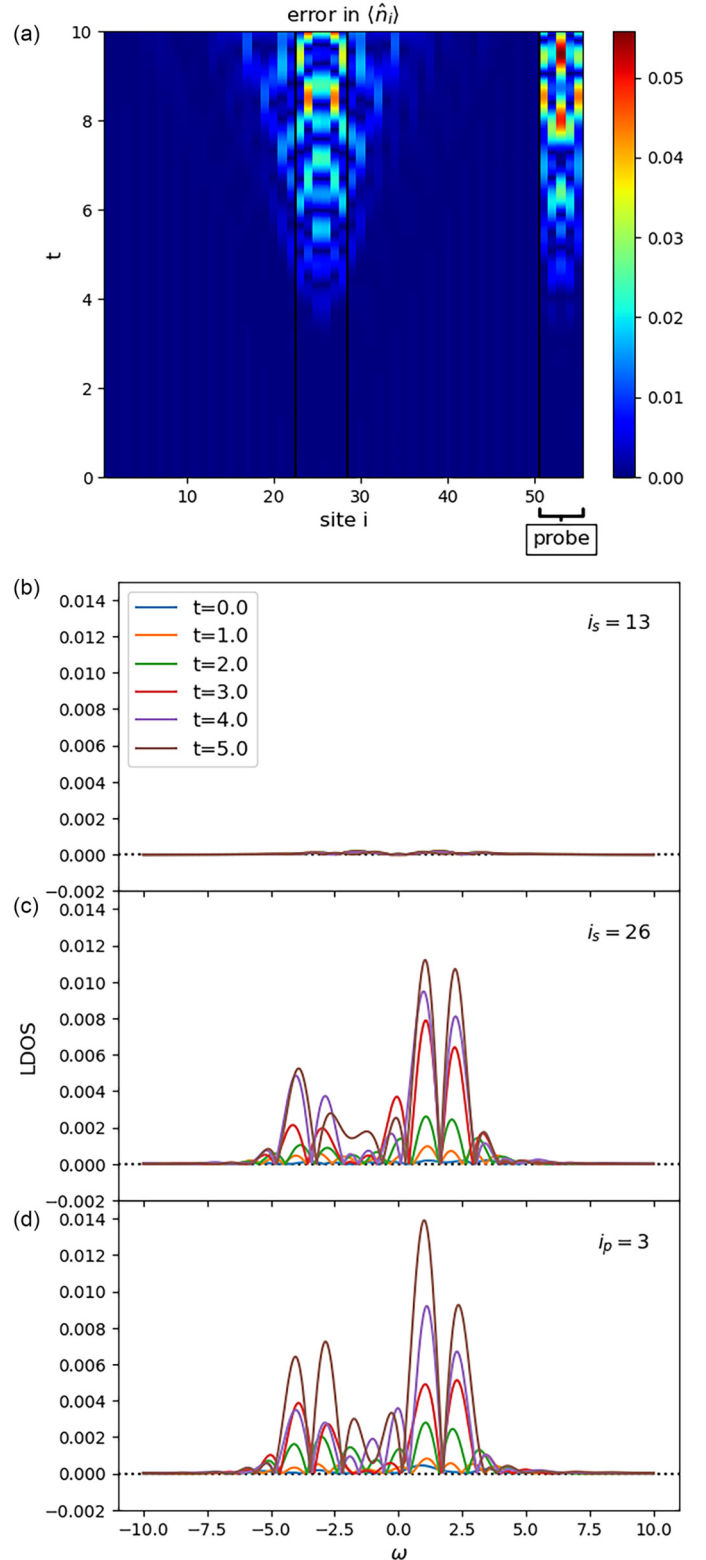 (a)
error in ⟨n̂ᵢ⟩
10
8
6
4
2
0
t
10 20 30 40 50
site i
probe
0.05
0.04
0.03
0.02
0.01
0.00
(b)
0.014
0.012
0.010
0.008
0.006
0.004
0.002
0.000
−0.002
t=0.0
t=1.0
t=2.0
t=3.0
t=4.0
t=5.0
iₛ = 13
(c)
0.014
0.012
0.010
0.008
0.006
0.004
0.002
0.000
−0.002
LDOS
iₛ = 26
(d)
0.014
0.012
0.010
0.008
0.006
0.004
0.002
0.000
−0.002
iₚ = 3
−10.0 −7.5 −5.0 −2.5 0.0 2.5 5.0 7.5 10.0
ω